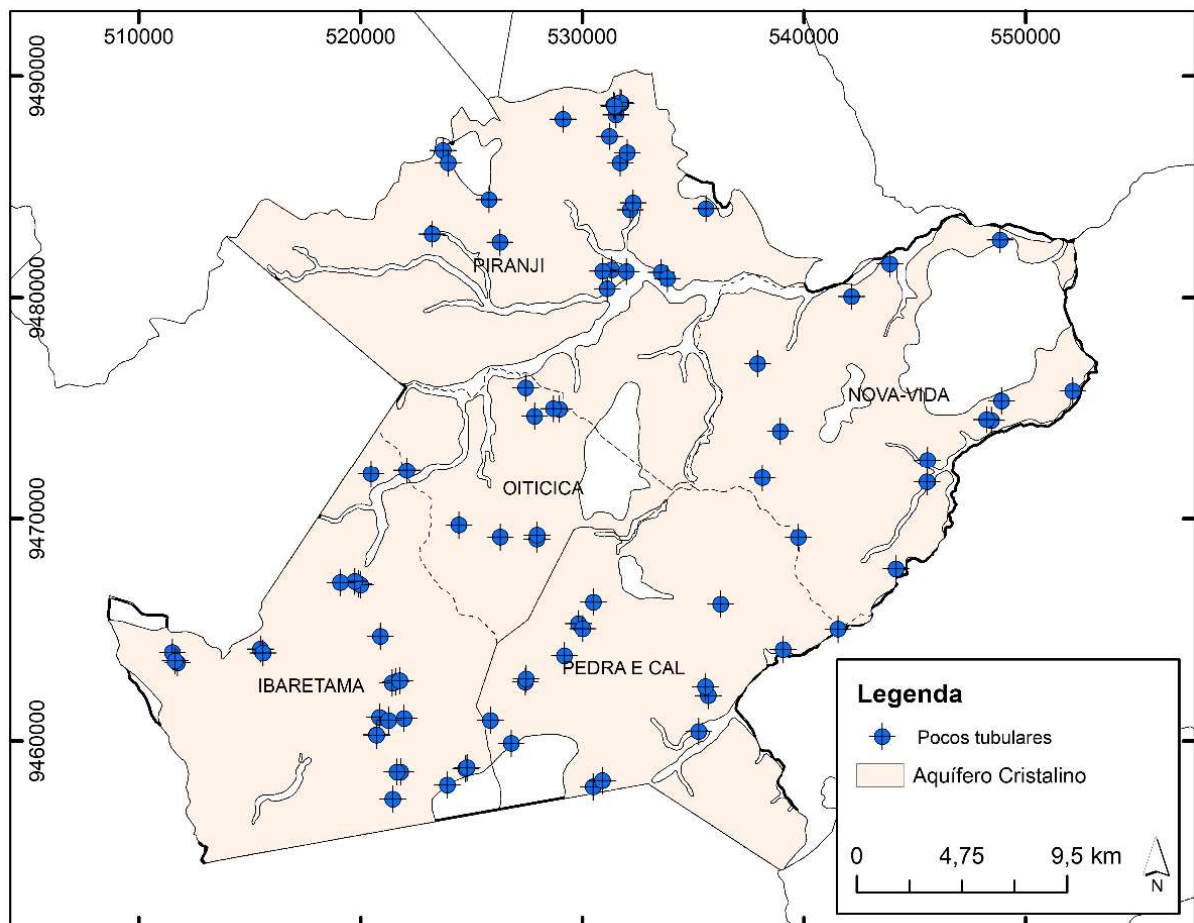 510000
520000
530000
540000
550000
9490000
9480000
9470000
9460000
PIRANJI
NOVA-VIDA
OITICICA
PEDRA E CAL
IBARETAMA
Legenda
Pocos tubulares
Aquífero Cristalino
0
4,75
9,5 km
N